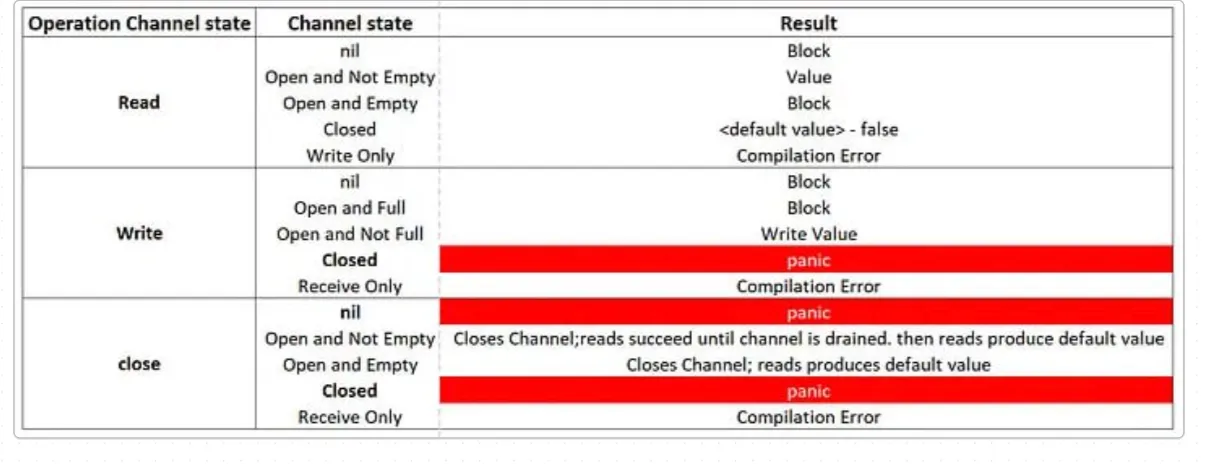 Operation Channel state Channel state Result
nil Block
Open and Not Empty Value
Read Open and Empty Block
Closed <default value> - false
Write Only Compilation Error
nil Block
Open and Full Block
Write Open and Not Full Write Value
Closed panic
Receive Only Compilation Error
nil panic
Open and Not Empty Closes Channel;reads succeed until channel is drained. then reads produce default value
close Open and Empty Closes Channel; reads produces default value
Closed panic
Receive Only Compilation Error